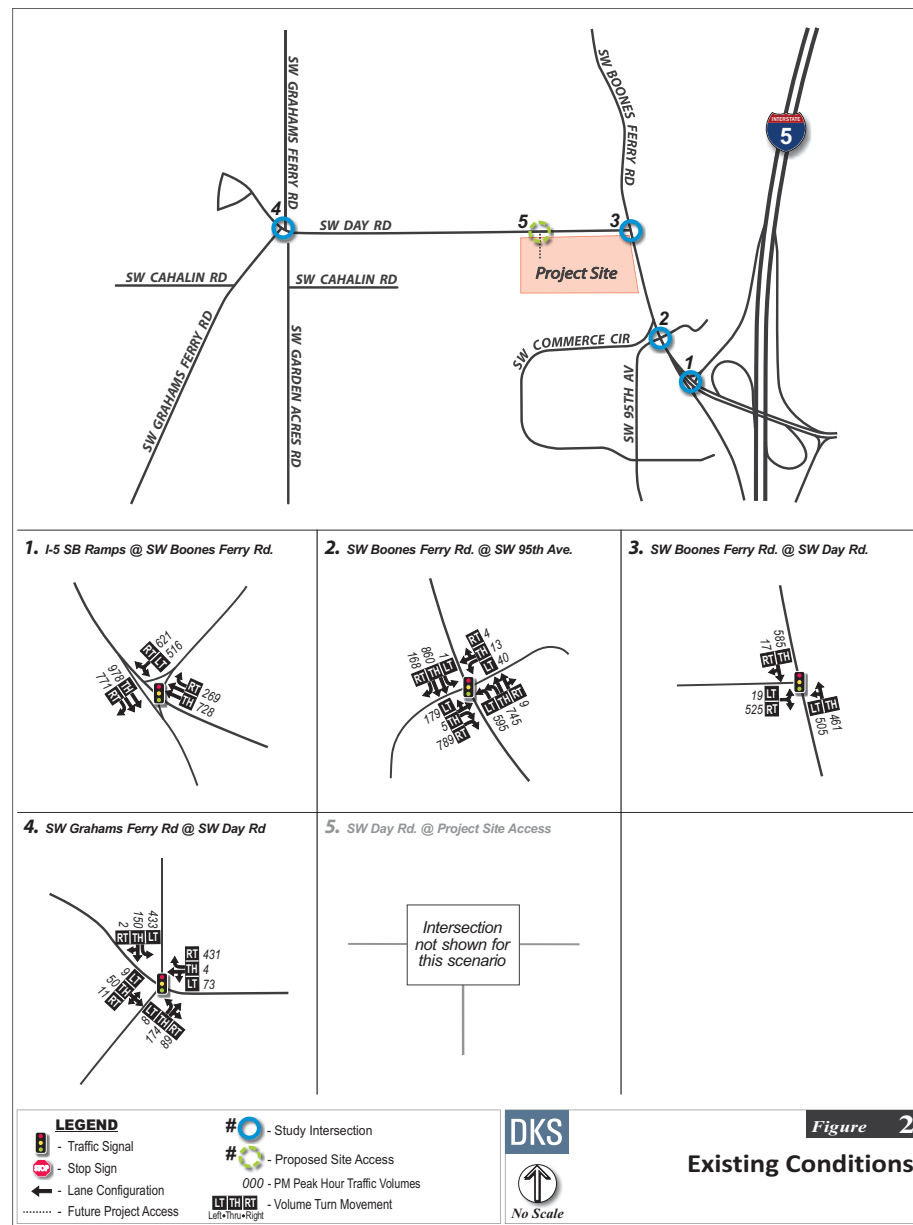 SW GRAHAMS FERRY RD
SW BOONES FERRY RD
INTERSTATE
5
4
SW DAY RD
5
3
Project Site
SW CAHALIN RD
SW CAHALIN RD
SW GRAHAMS FERRY RD
SW GARDEN ACRES RD
SW COMMERCE CIR
SW 95TH AV
2
1
1. I-5 SB Ramps @ SW Boones Ferry Rd.
621
RT
516
LT
978
TH
771
RT
RT
269
TH
728
2. SW Boones Ferry Rd. @ SW 95th Ave.
168
RT
860
TH
1
LT
RT
4
TH
13
LT
40
179
LT
5
TH
789
RT
LT
595
TH
745
RT
9
3. SW Boones Ferry Rd. @ SW Day Rd.
17
RT
585
TH
19
LT
525
RT
LT
505
TH
461
4. SW Grahams Ferry Rd @ SW Day Rd
2
RT
150
TH
433
LT
RT 431
TH 4
LT 73
9
LT
50
TH
11
RT
LT
8
TH
174
RT
89
5. SW Day Rd. @ Project Site Access
Intersection
not shown for
this scenario
LEGEND
- Traffic Signal
STOP - Stop Sign
- Lane Configuration
- Future Project Access
# - Study Intersection
# - Proposed Site Access
000 - PM Peak Hour Traffic Volumes
LT TH RT - Volume Turn Movement
Left•Thru•Right
DKS
No Scale
Figure 2
Existing Conditions